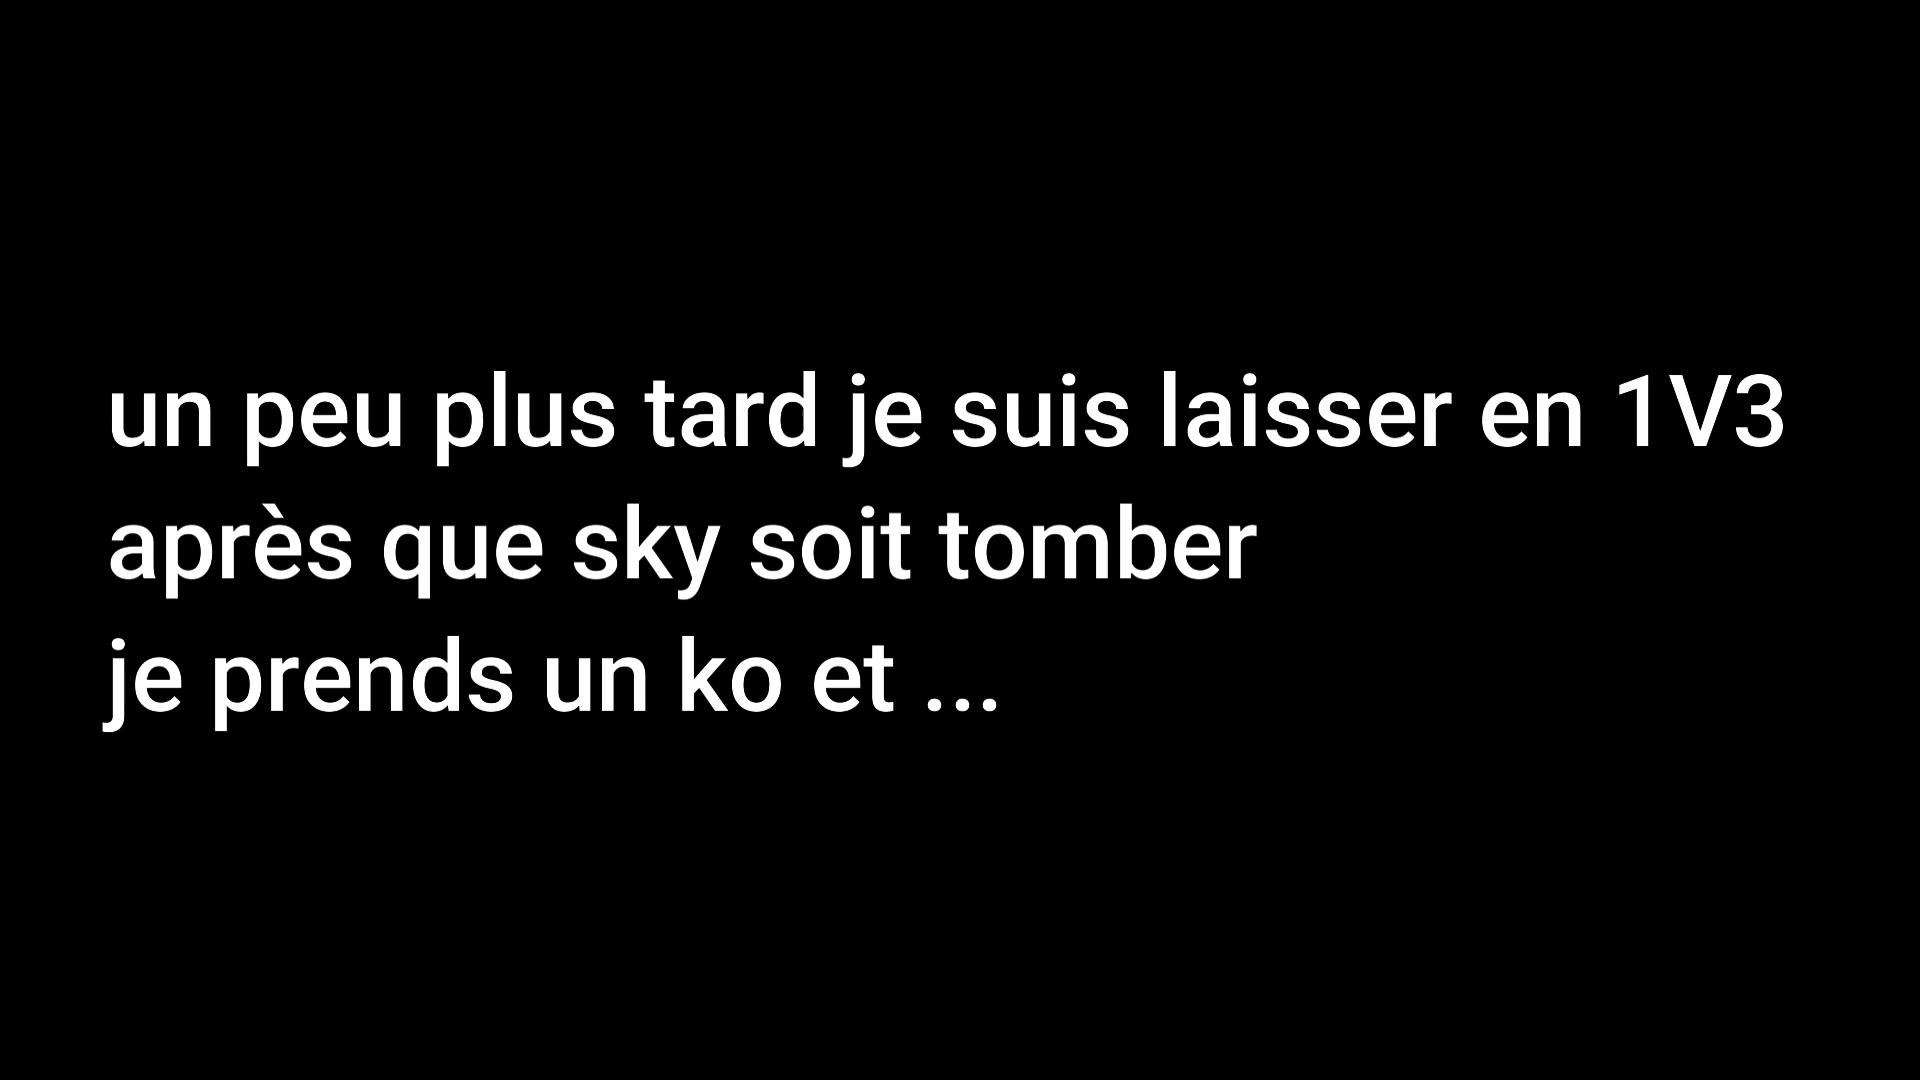 un peu plus tard je suis laisser en 1V3
après que sky soit tomber
je prends un ko et ...